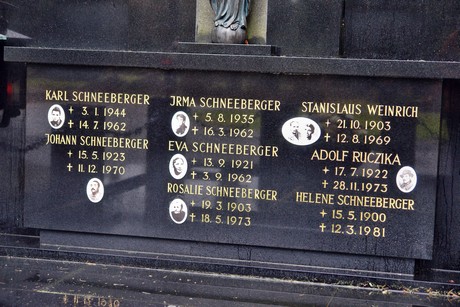 KARL SCHNEEBERGER
+ 3. 1. 1944
+ 14. 7. 1962
JOHANN SCHNEEBERGER
+ 15. 5. 1923
+ 11. 12. 1970
JRMA SCHNEEBERGER
+ 5. 8. 1935
+ 16. 3. 1962
EVA SCHNEEBERGER
+ 13. 9. 1921
+ 3. 9. 1962
ROSALIE SCHNEEBERGER
+ 19. 3. 1903
+ 18. 5. 1973
STANISLAUS WEINRICH
+ 21. 10. 1903
+ 12. 8. 1969
ADOLF RUCZIKA
+ 17. 7. 1922
+ 28. 11. 1973
HELENE SCHNEEBERGER
+ 15. 5. 1900
+ 12. 3. 1981